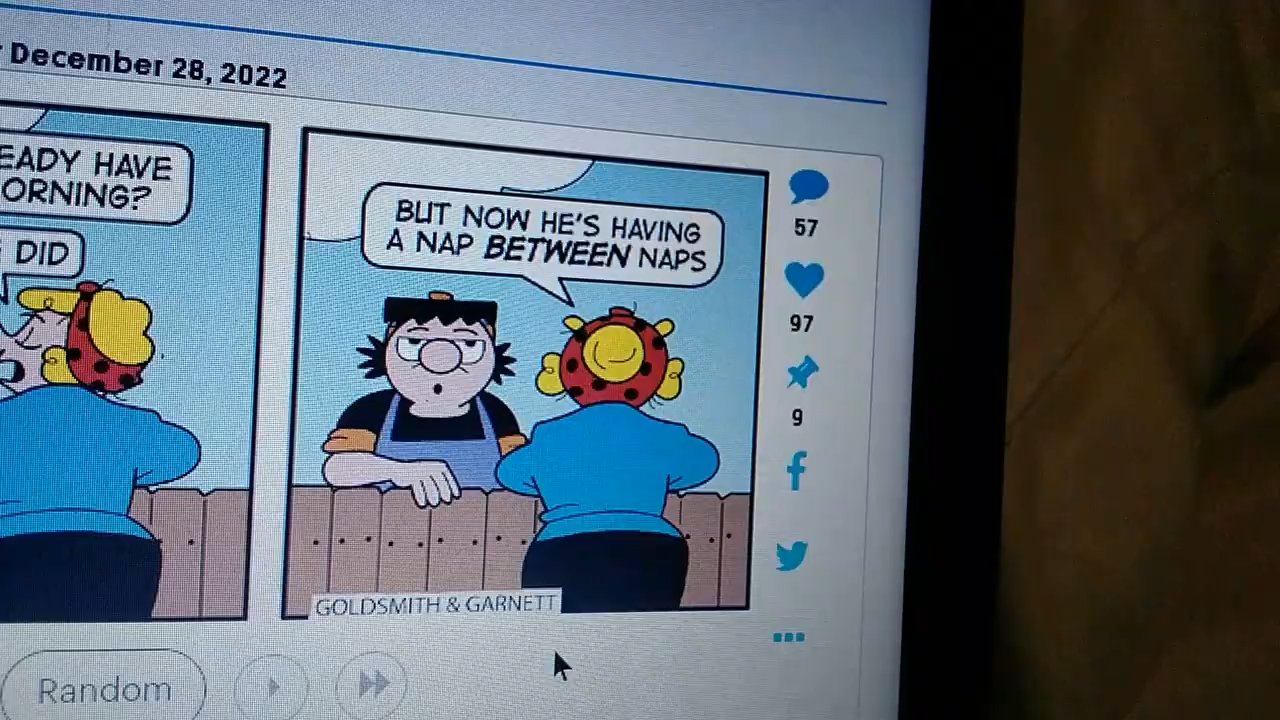 December 28, 2022
EADY HAVE
ORNING?
DID
BUT NOW HE'S HAVING
A NAP BETWEEN NAPS
57
97
9
GOLDSMITH & GARNETT
Random